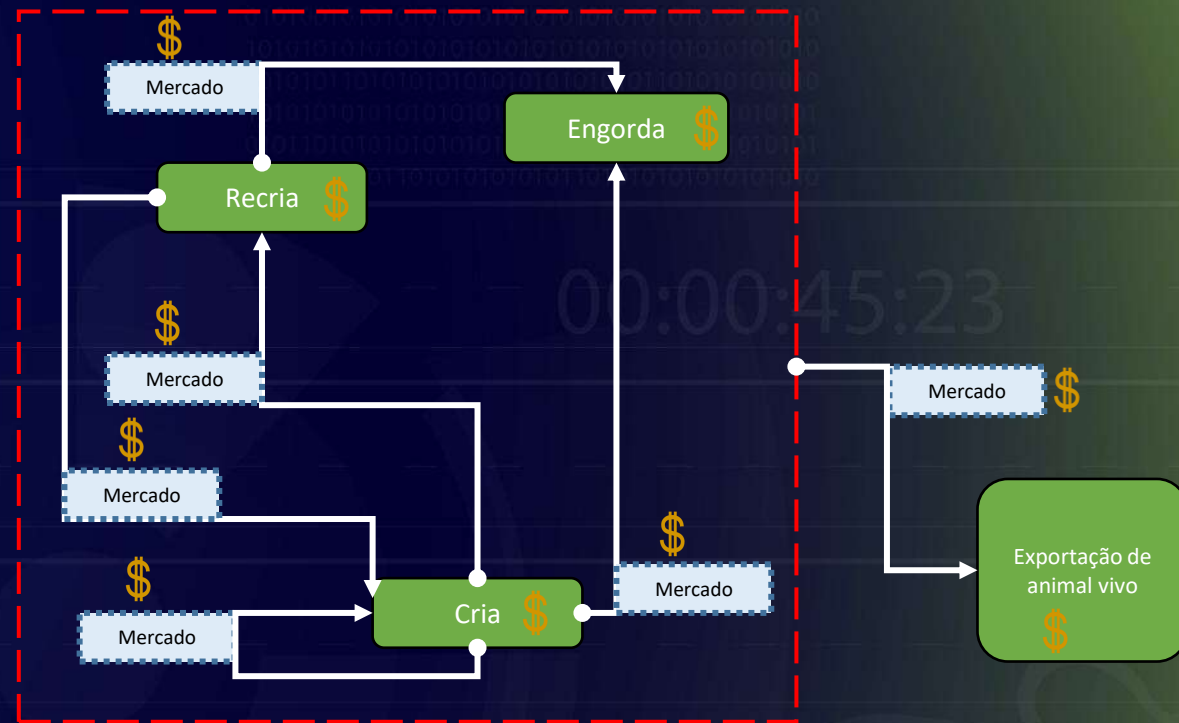 $
Mercado
Engorda $
Recria $
$
Mercado
00:00:45:23
Mercado $
$
Mercado
$
Mercado
$
Mercado
Cria $
Exportação de
animal vivo
$